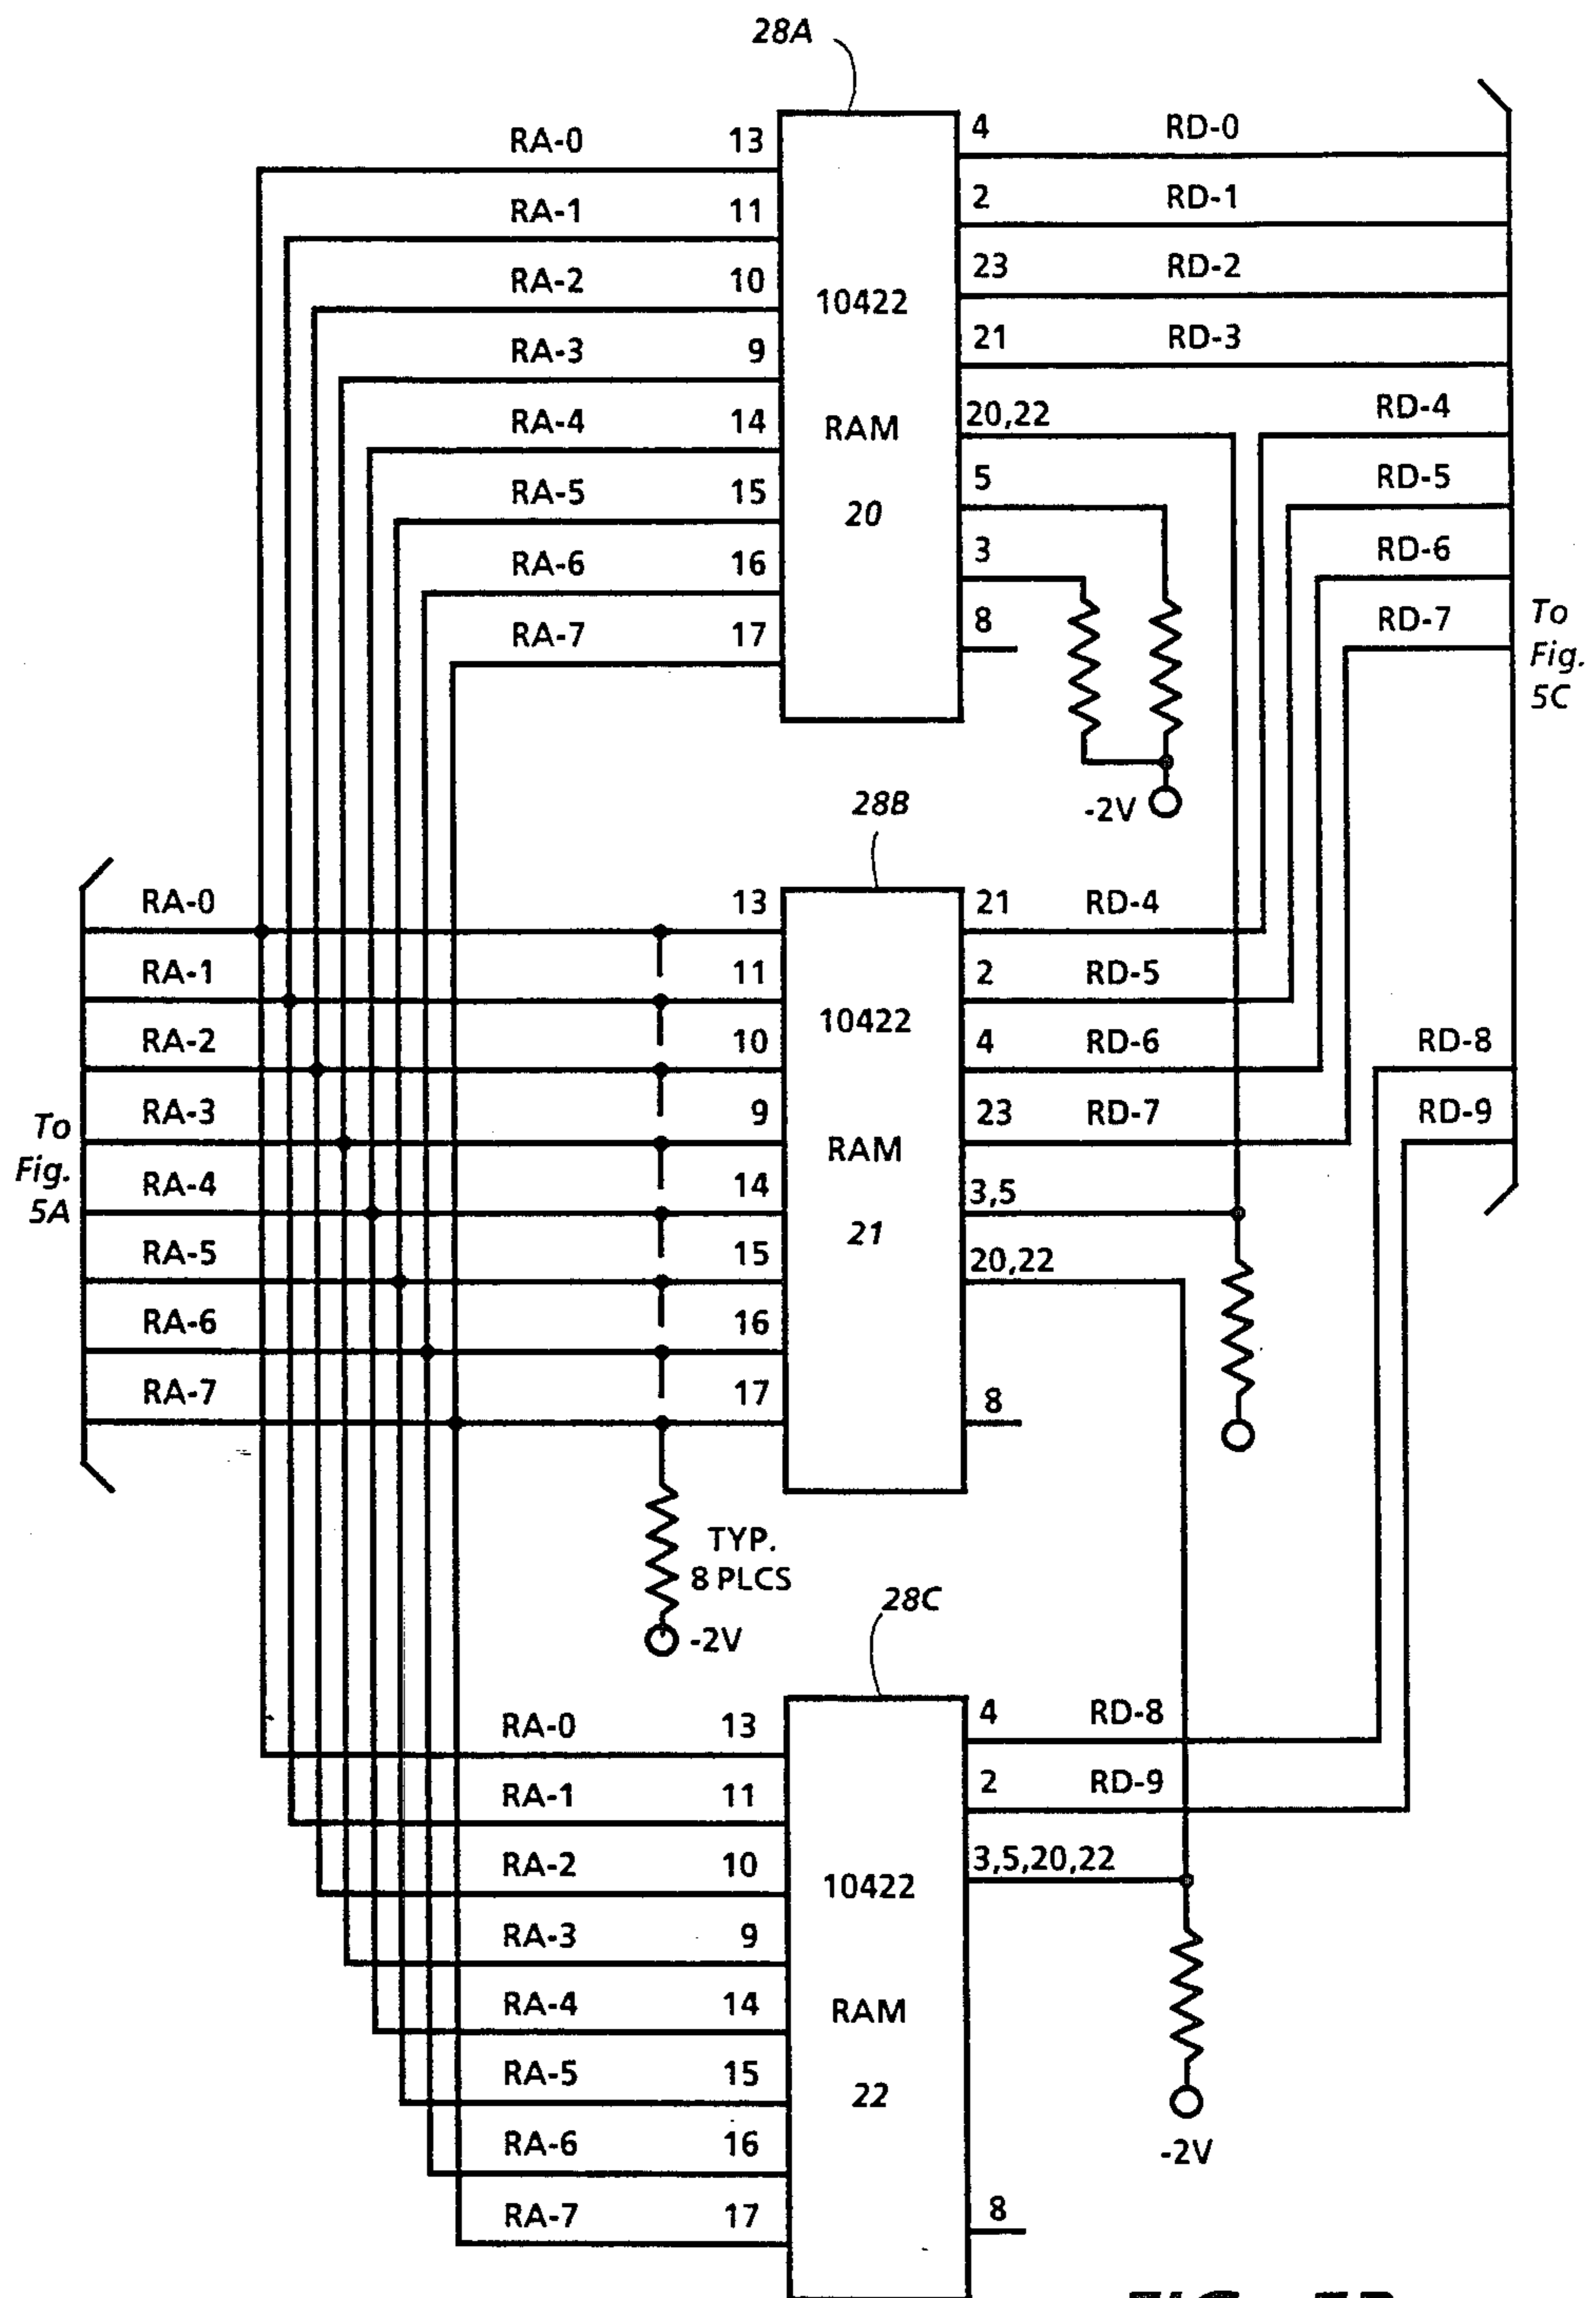 28A
RA-0 13
RA-1 11
RA-2 10
RA-3 9
RA-4 14
RA-5 15
RA-6 16
RA-7 17
10422
RAM
20
4 RD-0
2 RD-1
23 RD-2
21 RD-3
20,22 RD-4
5 RD-5
3 RD-6
8 RD-7
To
Fig.
5C
-2V
28B
To
Fig.
5A
RA-0 13
RA-1 11
RA-2 10
RA-3 9
RA-4 14
RA-5 15
RA-6 16
RA-7 17
10422
RAM
21
21 RD-4
2 RD-5
4 RD-6
23 RD-7
3,5
20,22
8
RD-8
RD-9
TYP.
8 PLCS
-2V
28C
RA-0 13
RA-1 11
RA-2 10
RA-3 9
RA-4 14
RA-5 15
RA-6 16
RA-7 17
10422
RAM
22
4 RD-8
2 RD-9
3,5,20,22
8
-2V